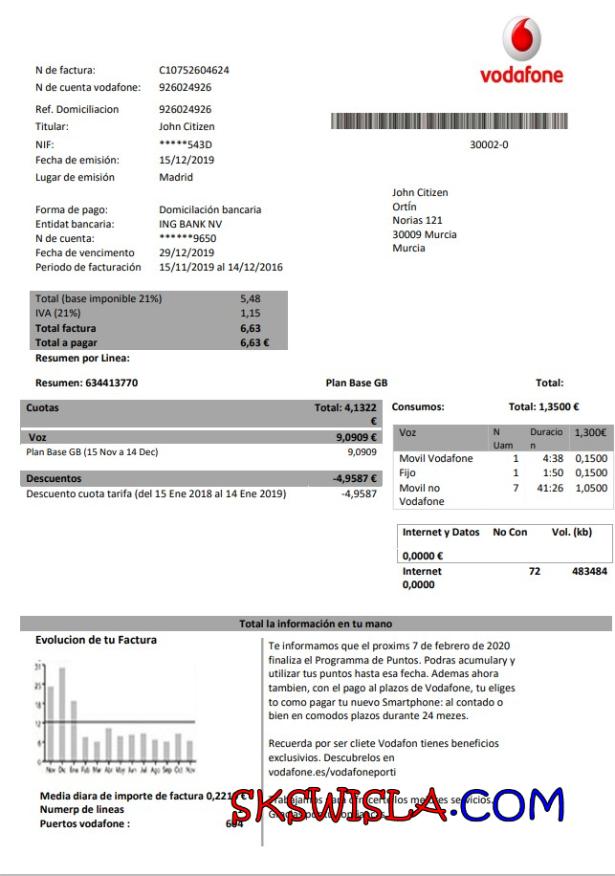 vodafone
N de factura: C10752604624
N de cuenta vodafone: 926024926
Ref. Domiciliacion 926024926
Titular: John Citizen
NIF: *****543D
Fecha de emisión: 15/12/2019
Lugar de emisión Madrid
30002-0
John Citizen
Ortín
Norias 121
30009 Murcia
Murcia
Forma de pago: Domicilación bancaria
Entidat bancaria: ING BANK NV
N de cuenta: ******9650
Fecha de vencimento 29/12/2019
Periodo de facturación 15/11/2019 al 14/12/2016
Total (base imponible 21%) 5,48
IVA (21%) 1,15
Total factura 6,63
Total a pagar 6,63 €
Resumen por Linea:
Resumen: 634413770 Plan Base GB Total:
Cuotas Total: 4,1322
€
Voz 9,0909 €
Plan Base GB (15 Nov a 14 Dec) 9,0909
Descuentos -4,9587 €
Descuento cuota tarifa (del 15 Ene 2018 al 14 Ene 2019) -4,9587
Consumos: Total: 1,3500 €
Voz N Duracio 1,300€
Uam n
Movil Vodafone 1 4:38 0,1500
Fijo 1 1:50 0,1500
Movil no 7 41:26 1,0500
Vodafone
Internet y Datos No Con Vol. (kb)
0,0000 €
Internet 72 483484
0,0000
Total la información en tu mano
Evolucion de tu Factura
31
25
18
12
6
0
Nov Dic Ene Feb Mar Abr May Jun Jul Ago Sep Oct Nov
Media diara de importe de factura 0,221
Numerp de lineas
Puertos vodafone :
Te informamos que el proxims 7 de febrero de 2020
finaliza el Programa de Puntos. Podras acumulary y
utilizar tus puntos hasta esa fecha. Ademas ahora
tambien, con el pago al plazos de Vodafone, tu eliges
to como pagar tu nuevo Smartphone: al contado o
bien en comodos plazos durante 24 mezes.
Recuerda por ser cliete Vodafon tienes beneficios
exclusivios. Descubrelos en
vodafone.es/vodafoneporti
Trabajamos para ofrecerte los mejores servicios.
SKSWISLA.COM